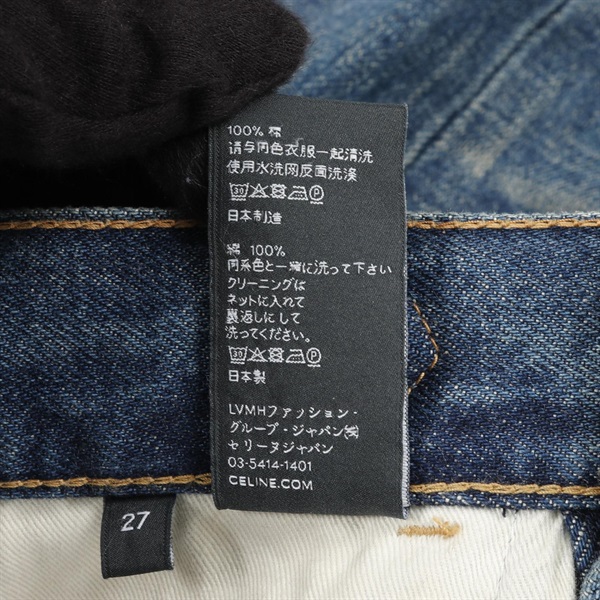 100% 棉
请与同色衣服一起清洗
使用水洗网反面洗涤
30 P
日本制造
綿 100%
同系色と一緒に洗って下さい
クリーニングは
ネットに入れて
裏返しにして
洗ってください。
30 P
日本製
LVMHファッション・
グループ・ジャパン㈱
セリーヌジャパン
03-5414-1401
CELINE.COM
27